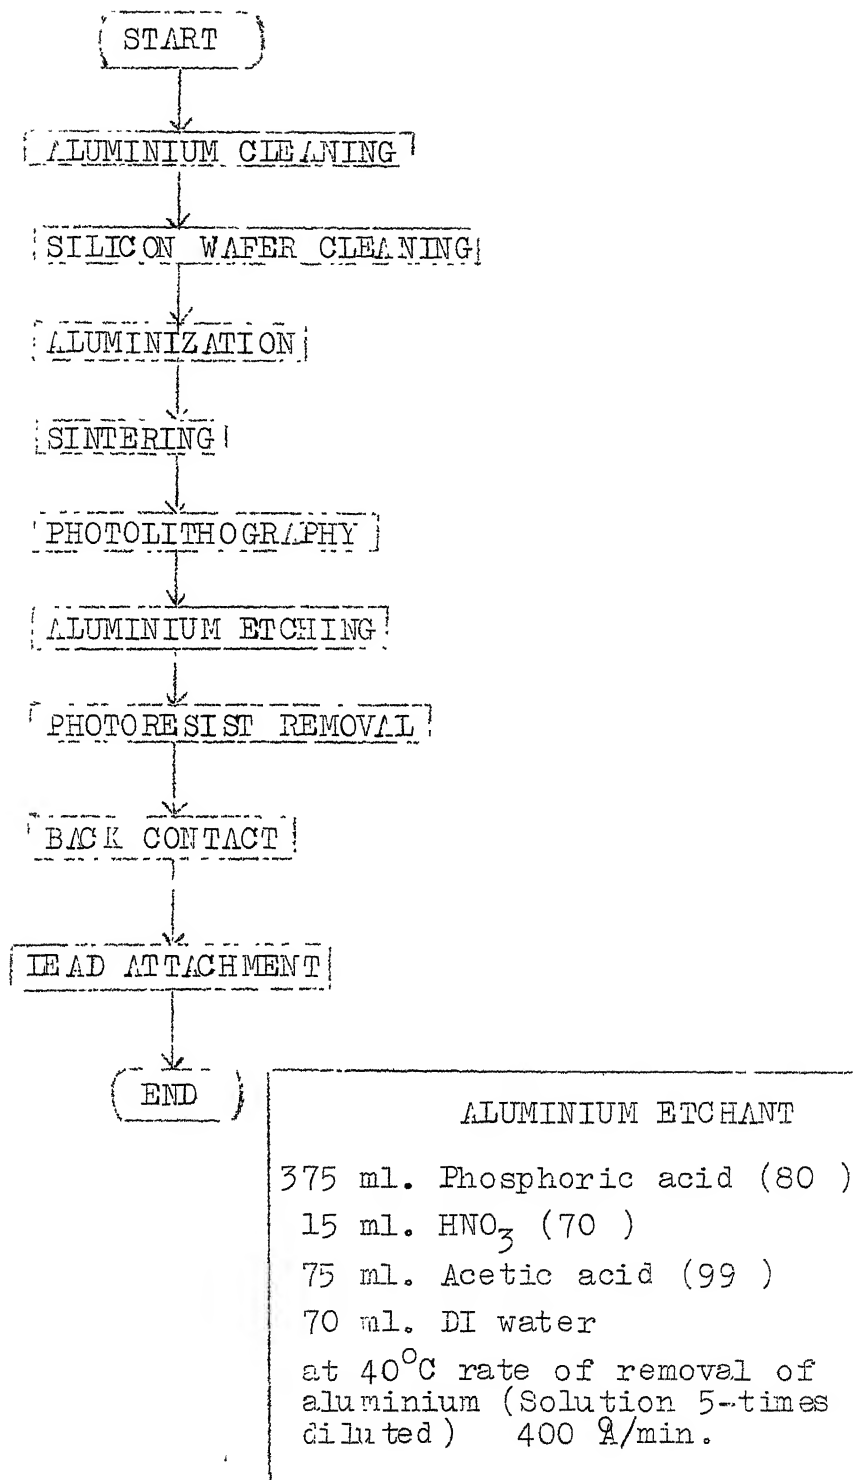 START
ALUMINIUM CLEANING
SILICON WAFER CLEANING
ALUMINIZATION
SINTERING
PHOTOLITHOGRAPHY
ALUMINIUM ETCHING
PHOTORESIST REMOVAL
BACK CONTACT
LEAD ATTACHMENT
END
ALUMINIUM ETCHANT
375 ml. Phosphoric acid (80 )
15 ml. HNO₃ (70 )
75 ml. Acetic acid (99 )
70 ml. DI water
at 40°C rate of removal of
aluminium (Solution 5-times
diluted) 400 Å/min.